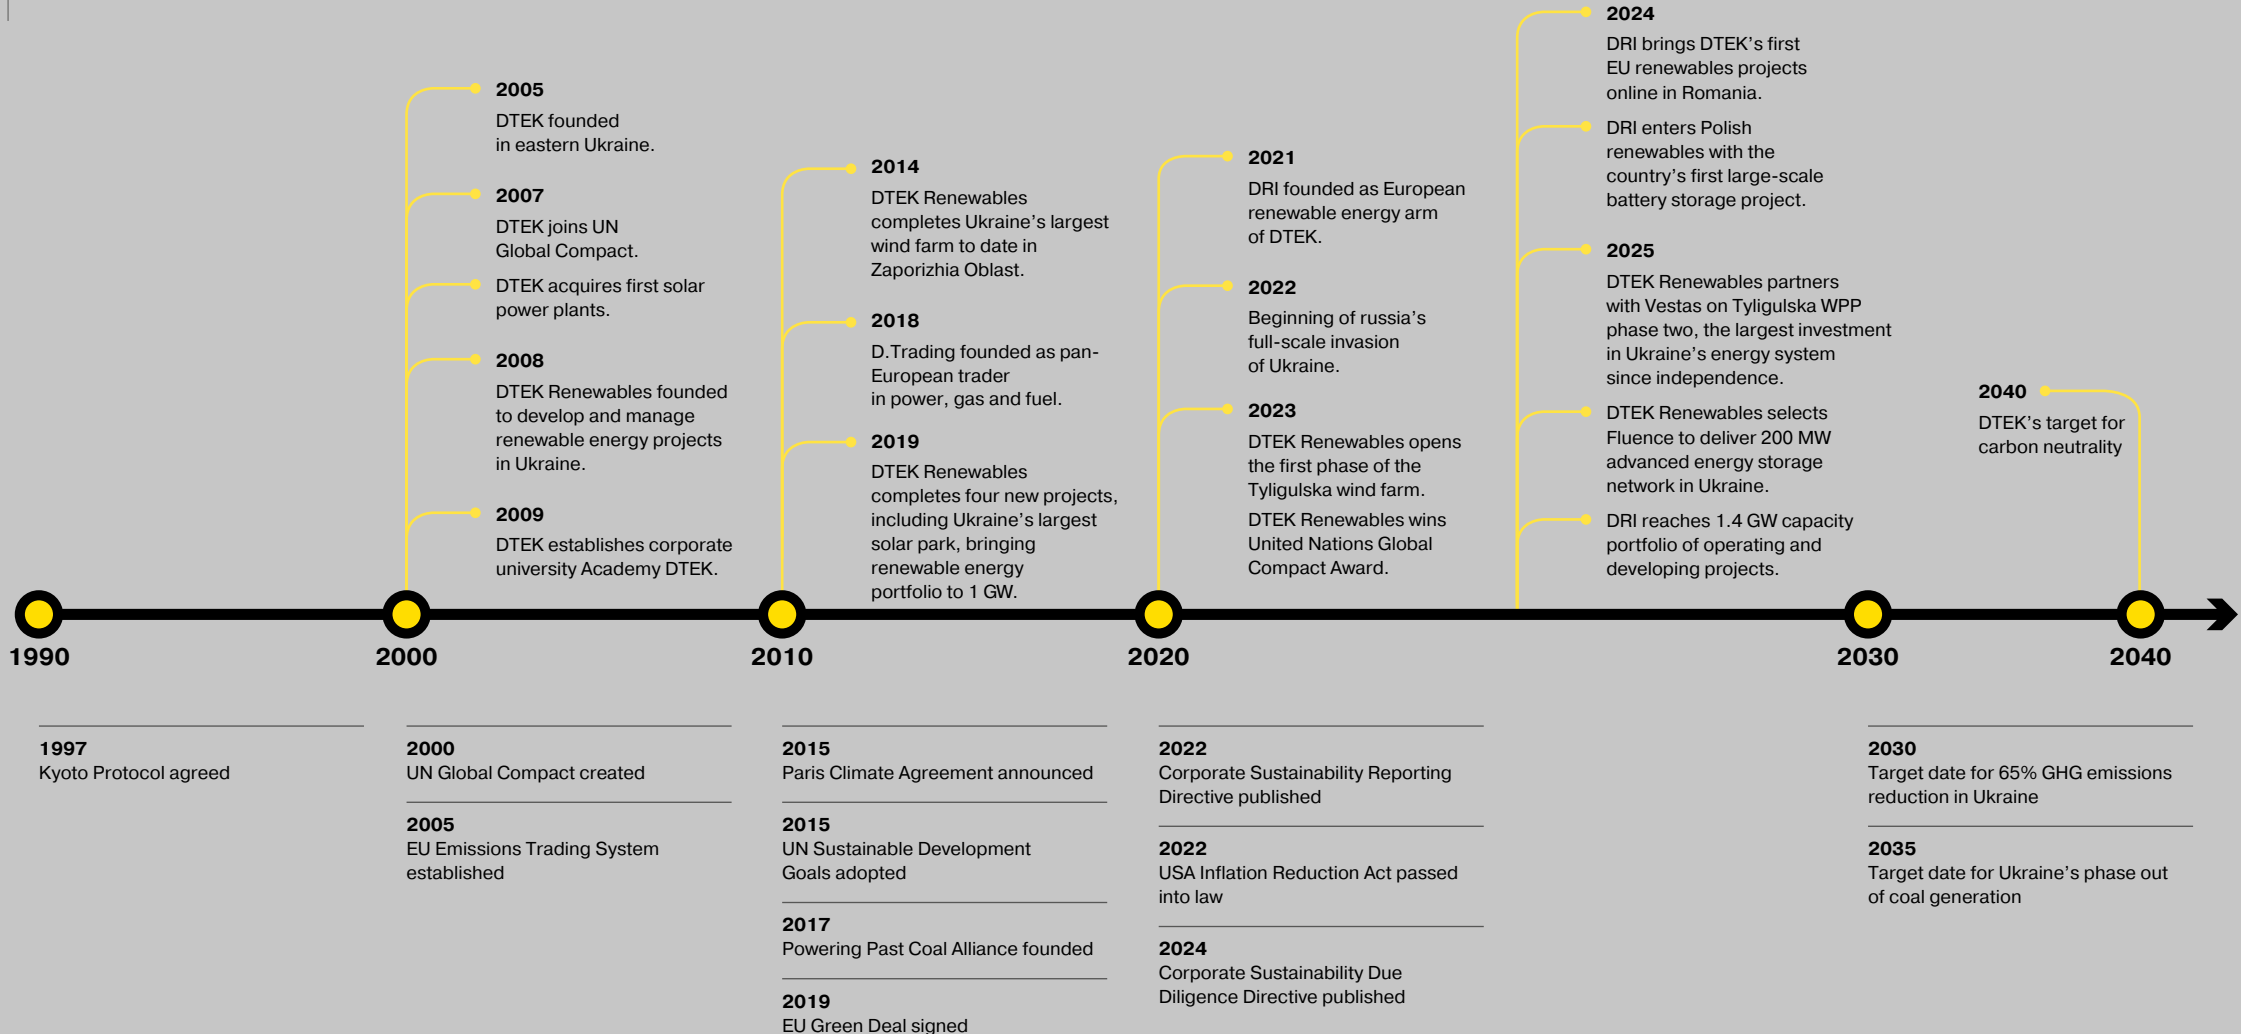 2005
DTEK founded
in eastern Ukraine.
2007
DTEK joins UN
Global Compact.
DTEK acquires first solar
power plants.
2008
DTEK Renewables founded
to develop and manage
renewable energy projects
in Ukraine.
2009
DTEK establishes corporate
university Academy DTEK.
2014
DTEK Renewables
completes Ukraine’s largest
wind farm to date in
Zaporizhia Oblast.
2018
D.Trading founded as pan-
European trader
in power, gas and fuel.
2019
DTEK Renewables
completes four new projects,
including Ukraine’s largest
solar park, bringing
renewable energy
portfolio to 1 GW.
2021
DRI founded as European
renewable energy arm
of DTEK.
2022
Beginning of russia’s
full-scale invasion
of Ukraine.
2023
DTEK Renewables opens
the first phase of the
Tyligulska wind farm.
DTEK Renewables wins
United Nations Global
Compact Award.
2024
DRI brings DTEK’s first
EU renewables projects
online in Romania.
DRI enters Polish
renewables with the
country’s first large-scale
battery storage project.
2025
DTEK Renewables partners
with Vestas on Tyligulska WPP
phase two, the largest investment
in Ukraine’s energy system
since independence.
DTEK Renewables selects
Fluence to deliver 200 MW
advanced energy storage
network in Ukraine.
DRI reaches 1.4 GW capacity
portfolio of operating and
developing projects.
2040
DTEK’s target for
carbon neutrality
1990
2000
2010
2020
2030
2040
1997
Kyoto Protocol agreed
2000
UN Global Compact created
2005
EU Emissions Trading System
established
2015
Paris Climate Agreement announced
2015
UN Sustainable Development
Goals adopted
2017
Powering Past Coal Alliance founded
2019
EU Green Deal signed
2022
Corporate Sustainability Reporting
Directive published
2022
USA Inflation Reduction Act passed
into law
2024
Corporate Sustainability Due
Diligence Directive published
2030
Target date for 65% GHG emissions
reduction in Ukraine
2035
Target date for Ukraine’s phase out
of coal generation